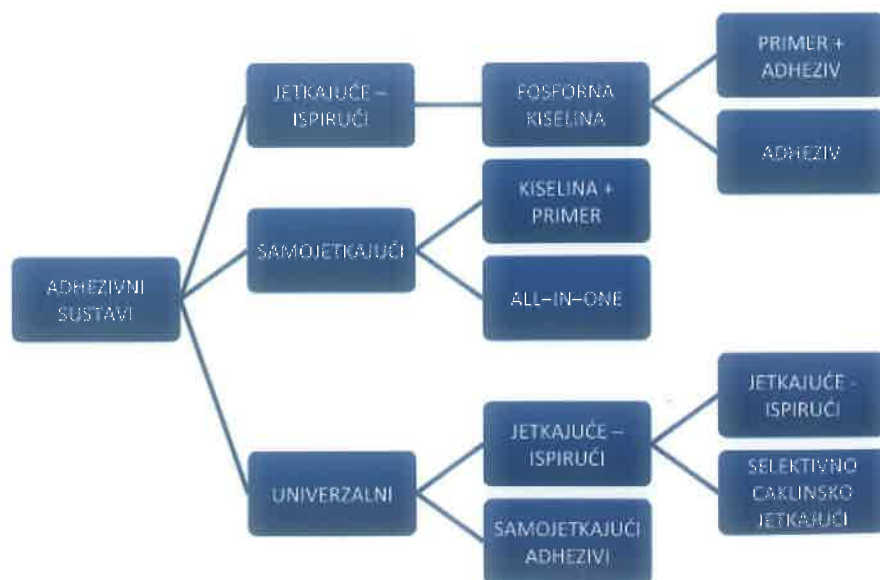 PRIMER +
ADHEZIV
JETKAJUĆE –
ISPIRUĆI
FOSFORNA
KISELINA
ADHEZIV
KISELINA +
PRIMER
SAMOJETKAJUĆI
ADHEZIVNI
SUSTAVI
ALL–IN–ONE
JETKAJUĆE -
ISPIRUĆI
JETKAJUĆE –
ISPIRUĆI
UNIVERZALNI
SELEKTIVNO
CAKLINSKO
JETKAJUĆI
SAMOJETKAJUĆI
ADHEZIVI